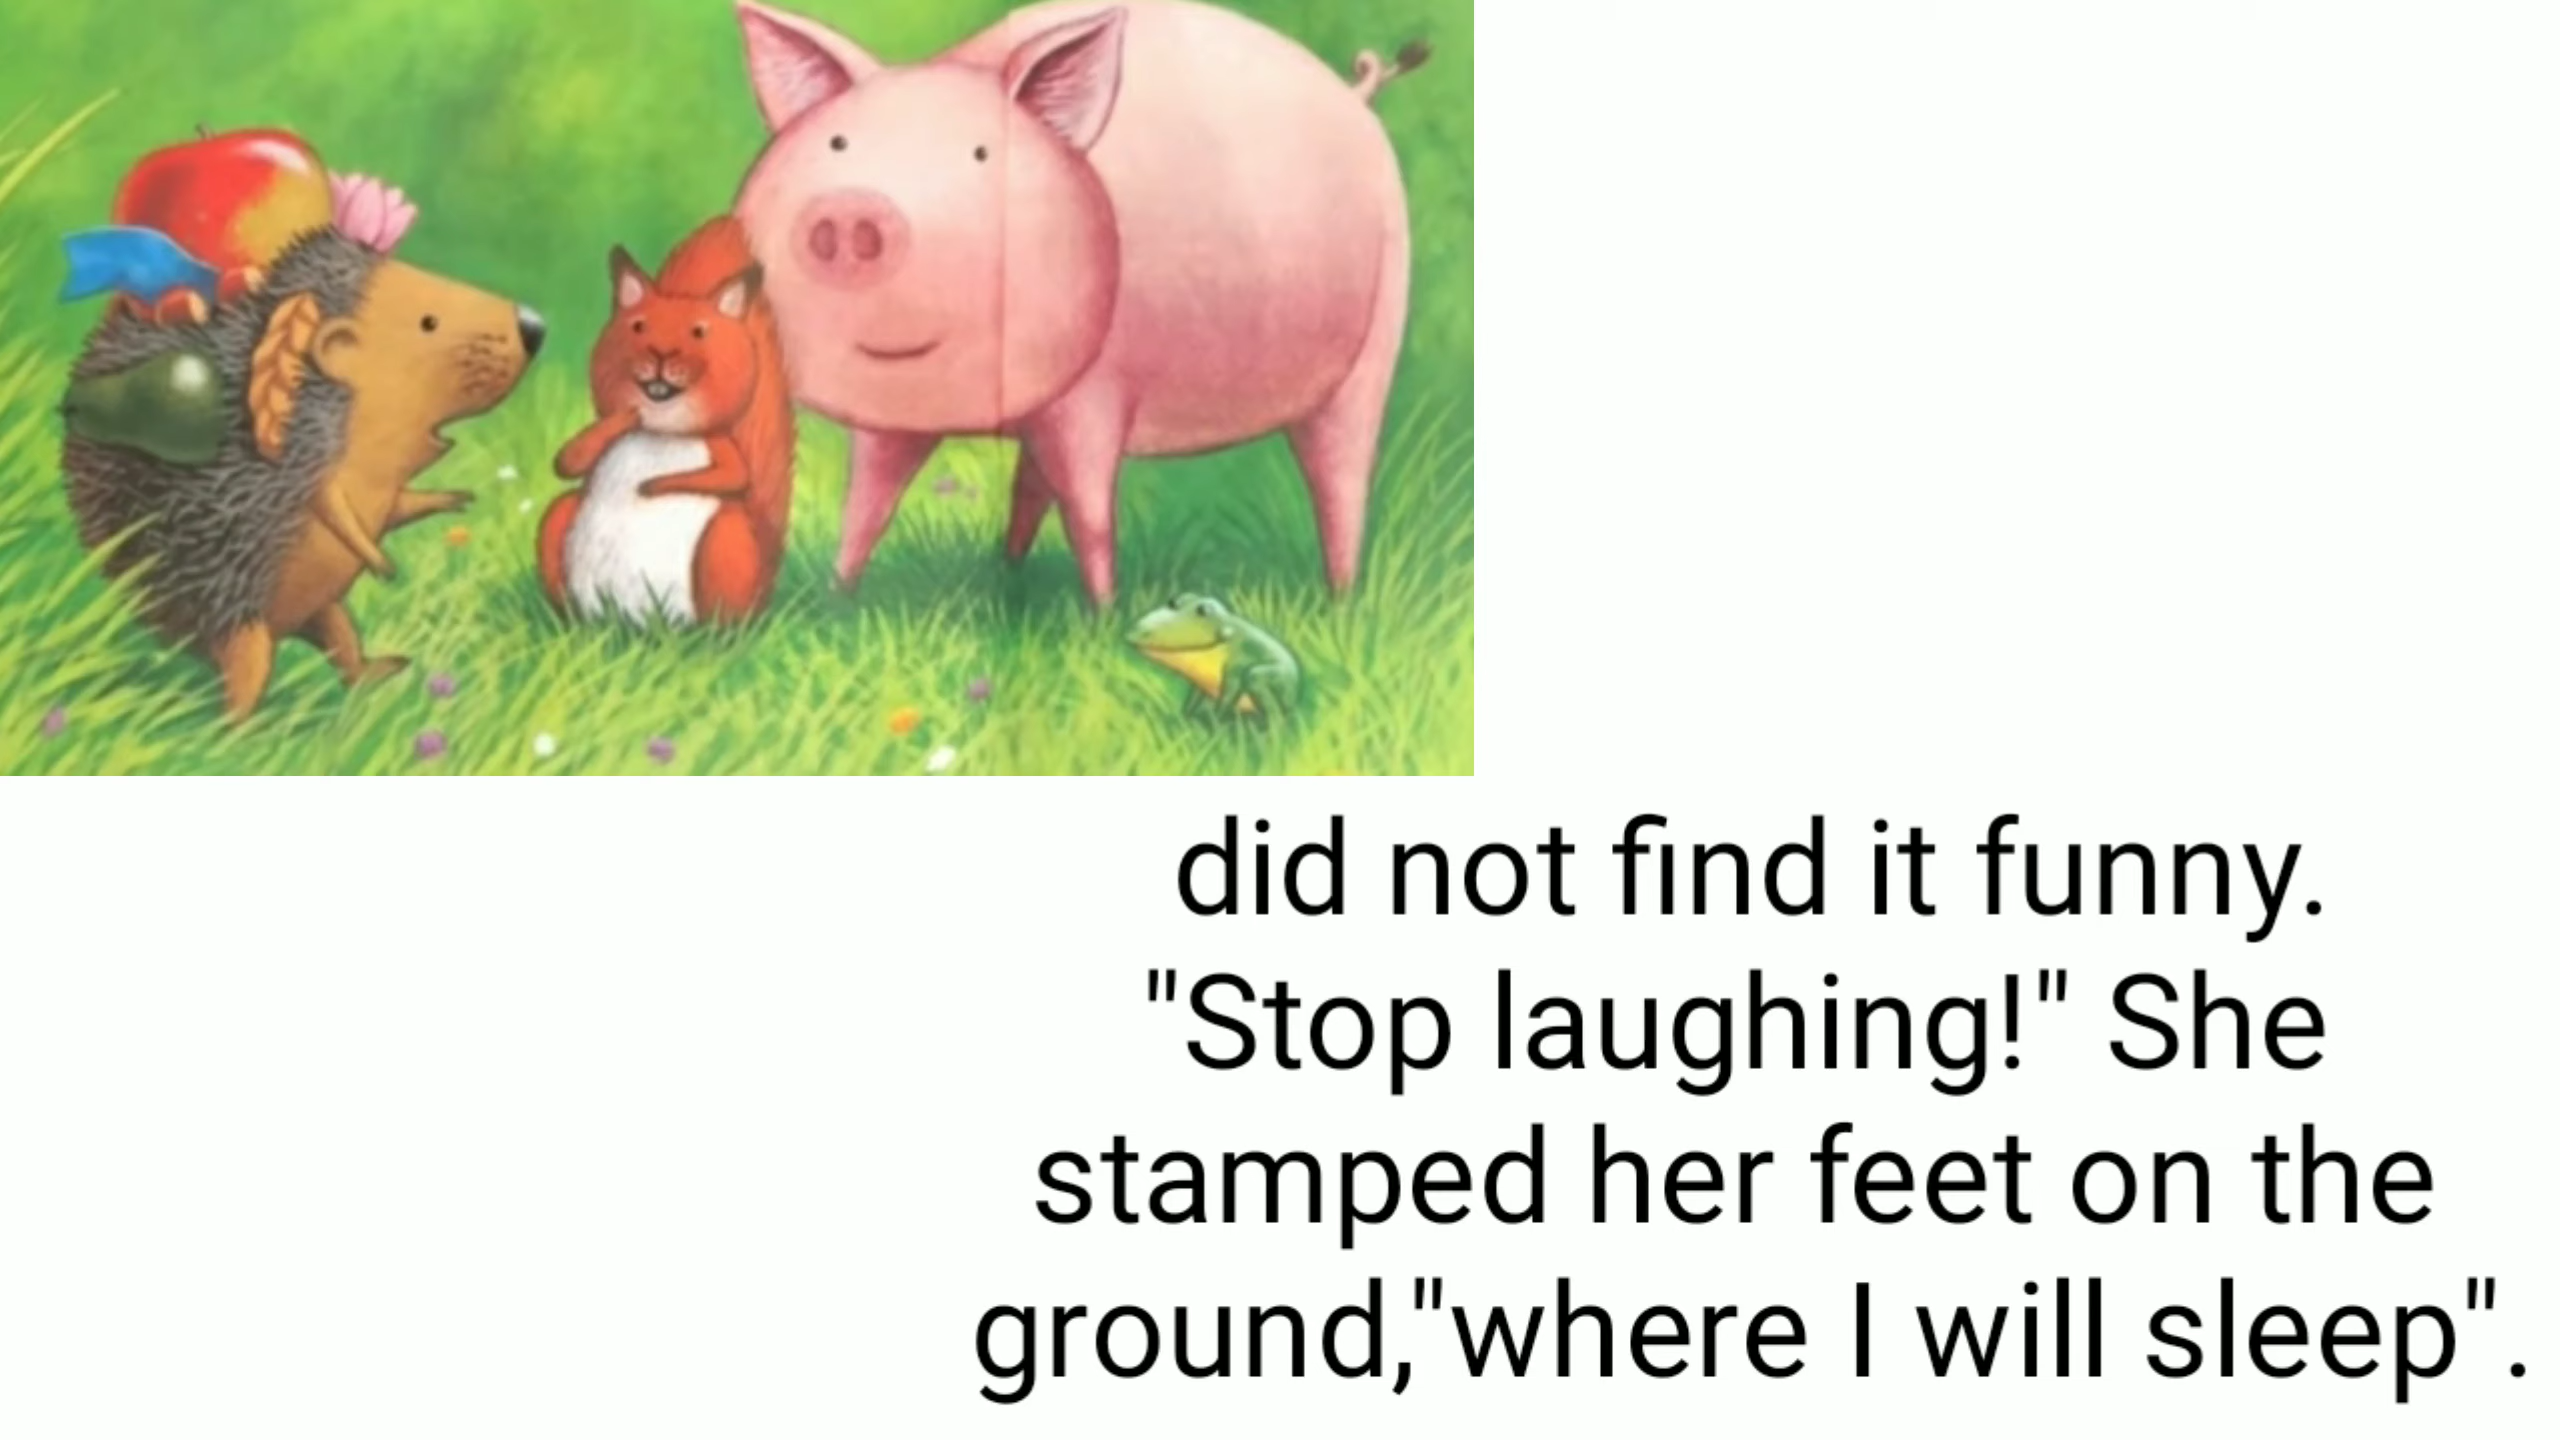 did not find it funny.
"Stop laughing!" She
stamped her feet on the
ground,"where I will sleep".